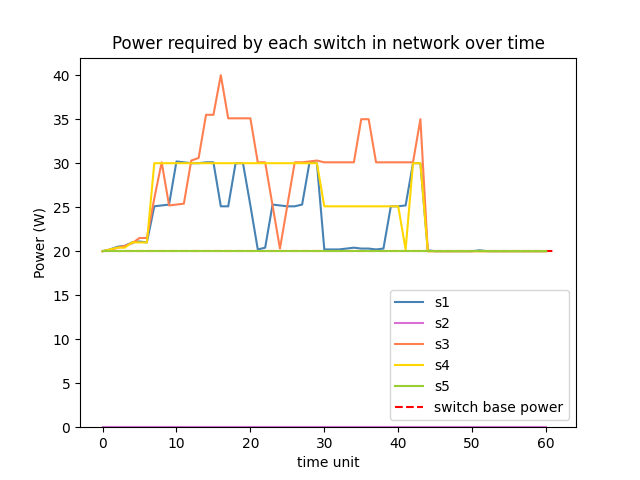 Power required by each switch in network over time
Power (W)
40
35
30
25
20
15
10
5
0
0 10 20 30 40 50 60
time unit
s1
s2
s3
s4
s5
switch base power